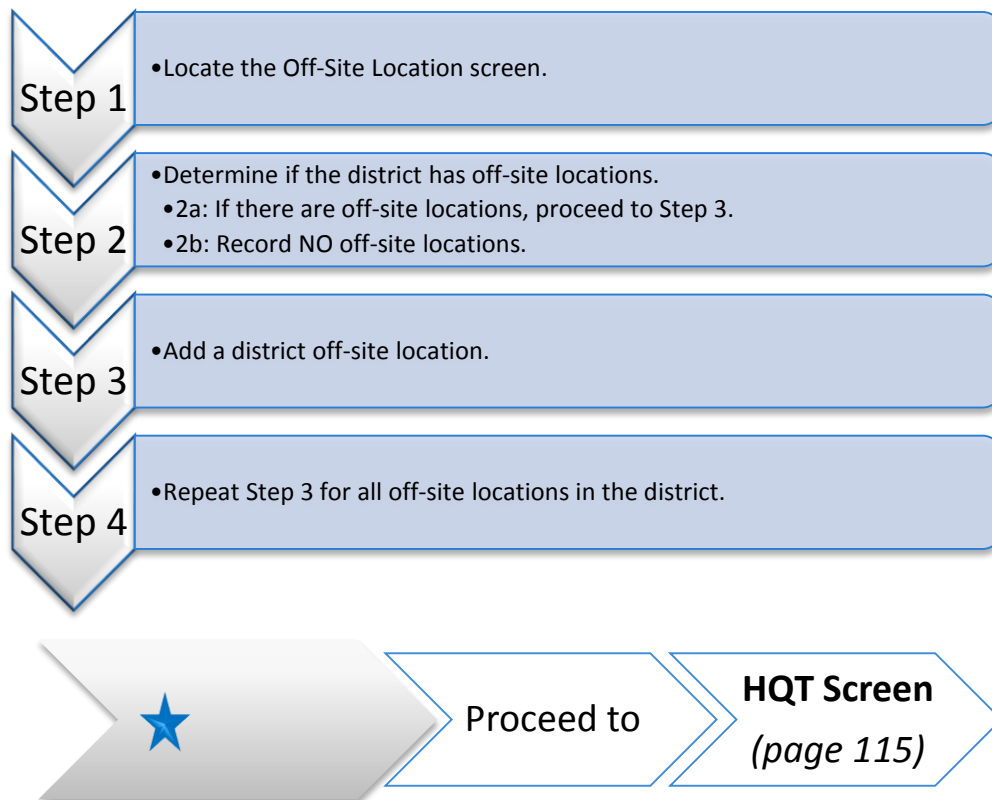 Step 1
•Locate the Off-Site Location screen.
Step 2
•Determine if the district has off-site locations.
•2a: If there are off-site locations, proceed to Step 3.
•2b: Record NO off-site locations.
Step 3
•Add a district off-site location.
Step 4
•Repeat Step 3 for all off-site locations in the district.
Proceed to
HQT Screen
(page 115)